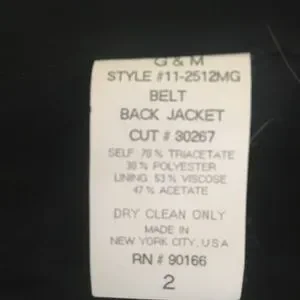 G & M
STYLE #11-2512MG
BELT
BACK JACKET
CUT # 30267
SELF: 70 % TRIACETATE
30 % POLYESTER
LINING: 53 % VISCOSE
47 % ACETATE
DRY CLEAN ONLY
MADE IN
NEW YORK CITY, USA
RN # 90166
2